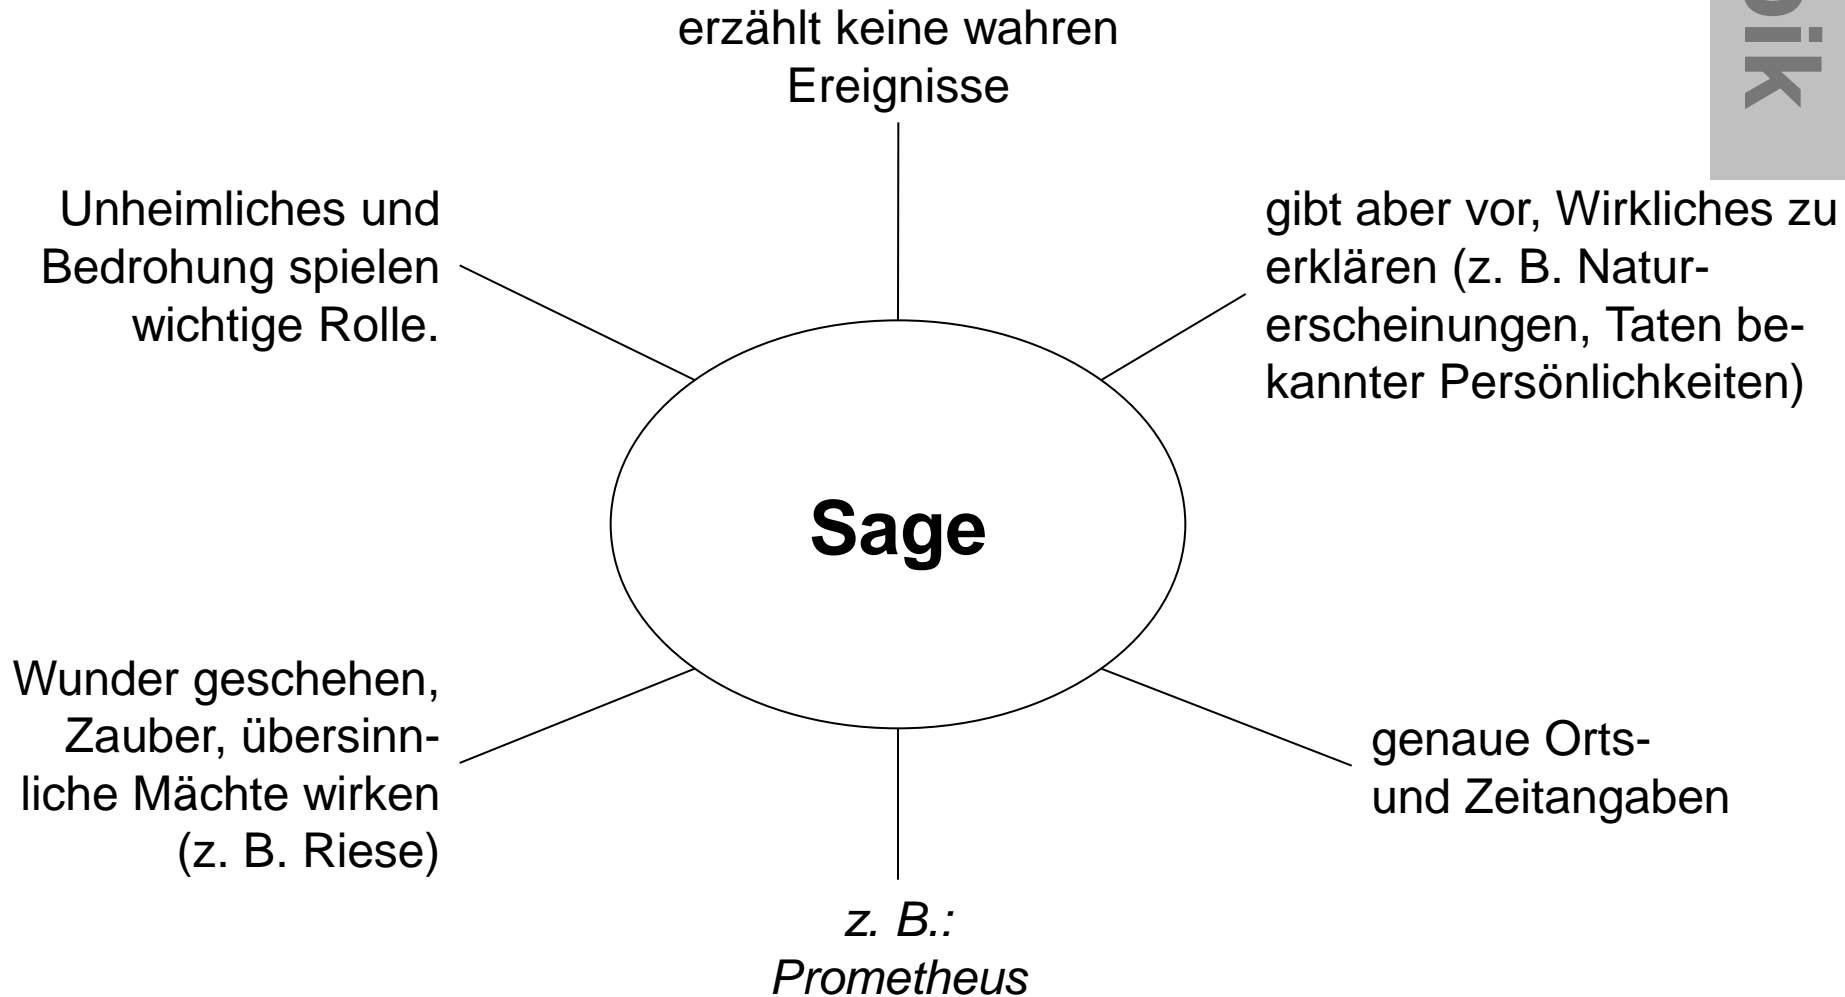 erzählt keine wahren
Ereignisse
Unheimliches und
Bedrohung spielen
wichtige Rolle.
gibt aber vor, Wirkliches zu
erklären (z. B. Natur-
erscheinungen, Taten be-
kannter Persönlichkeiten)
Sage
Wunder geschehen,
Zauber, übersinn-
liche Mächte wirken
(z. B. Riese)
genaue Orts-
und Zeitangaben
z. B.:
Prometheus